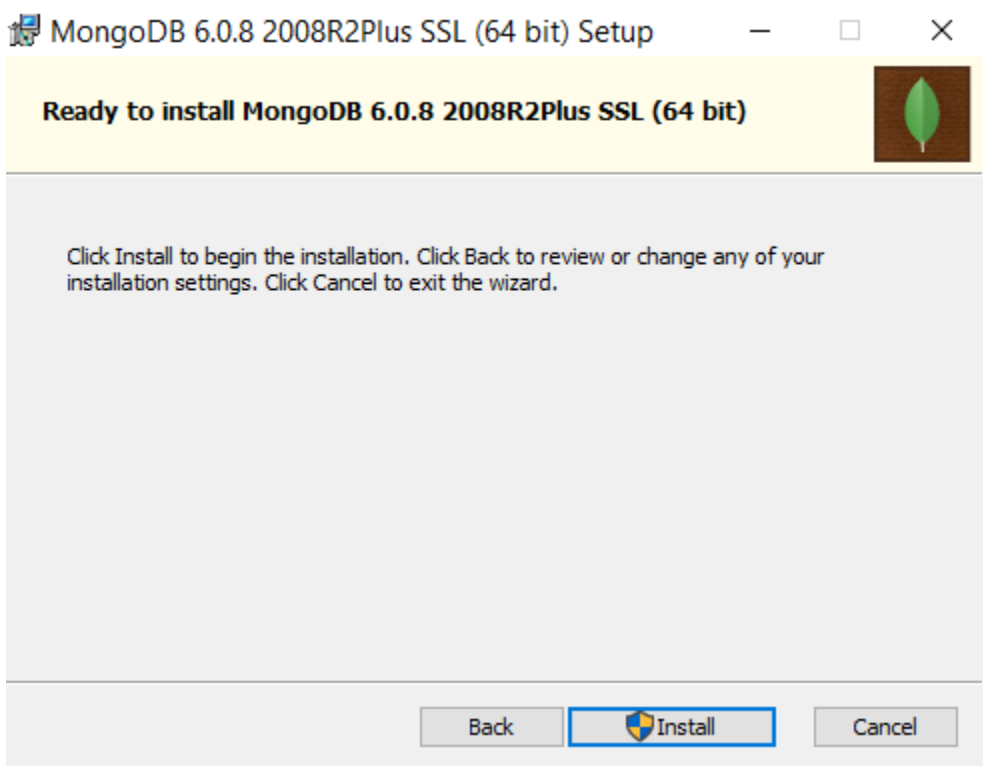 MongoDB 6.0.8 2008R2Plus SSL (64 bit) Setup
Ready to install MongoDB 6.0.8 2008R2Plus SSL (64 bit)
Click Install to begin the installation. Click Back to review or change any of your
installation settings. Click Cancel to exit the wizard.
Back Install Cancel